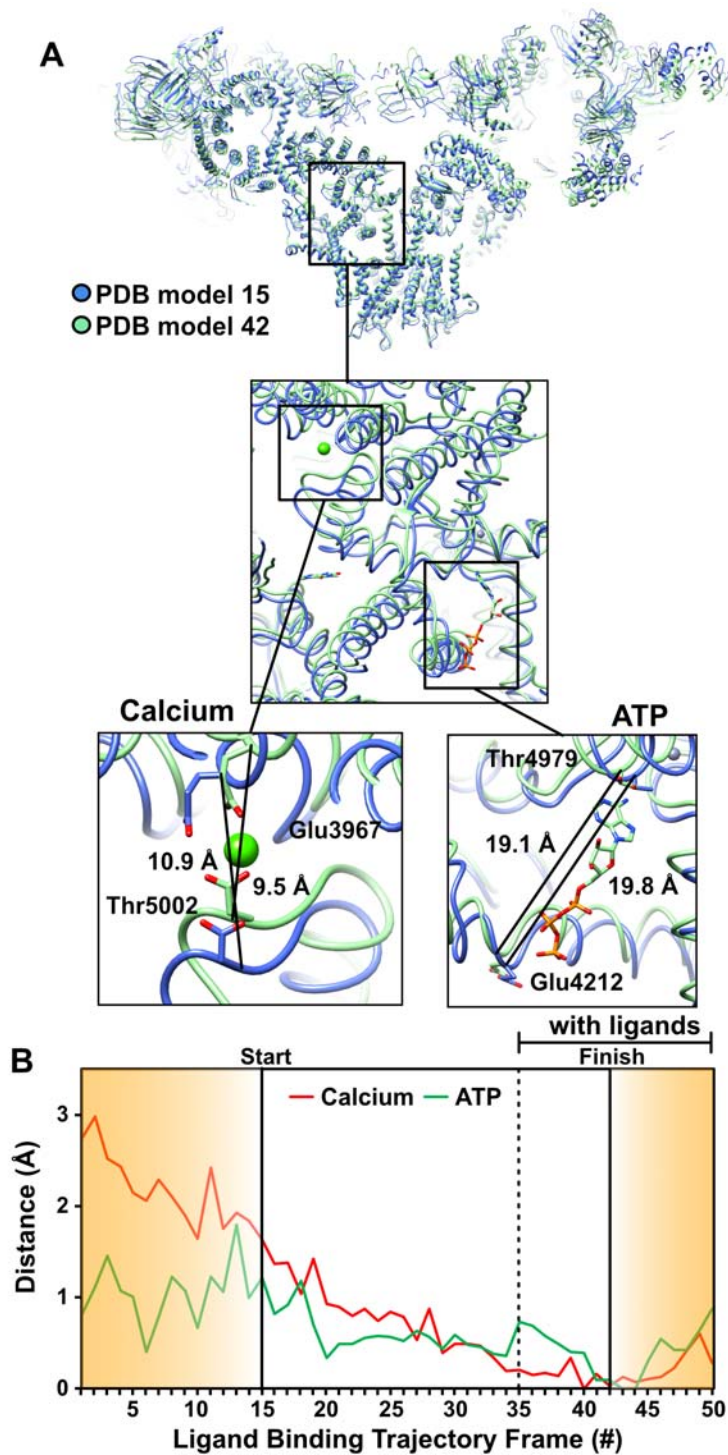 A
PDB model 15
PDB model 42
Calcium
ATP
Glu3967
10.9 Å
9.5 Å
Thr5002
Thr4979
19.1 Å
19.8 Å
Glu4212
with ligands
B
Start
Finish
Calcium
ATP
Distance (Å)
3
2
1
0
5 10 15 20 25 30 35 40 45 50
Ligand Binding Trajectory Frame (#)